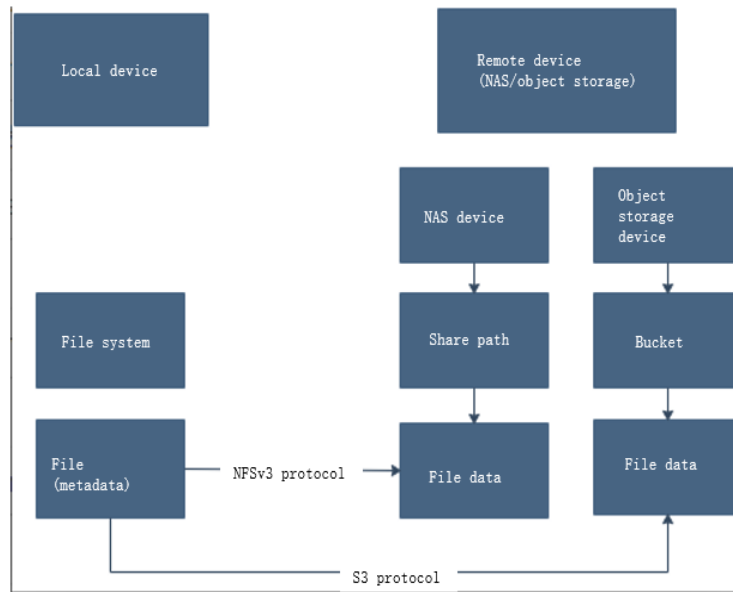 Local device
Remote device
(NAS/object storage)
NAS device
Object
storage
device
File system
Share path
Bucket
File
(metadata)
NFSv3 protocol
File data
File data
S3 protocol